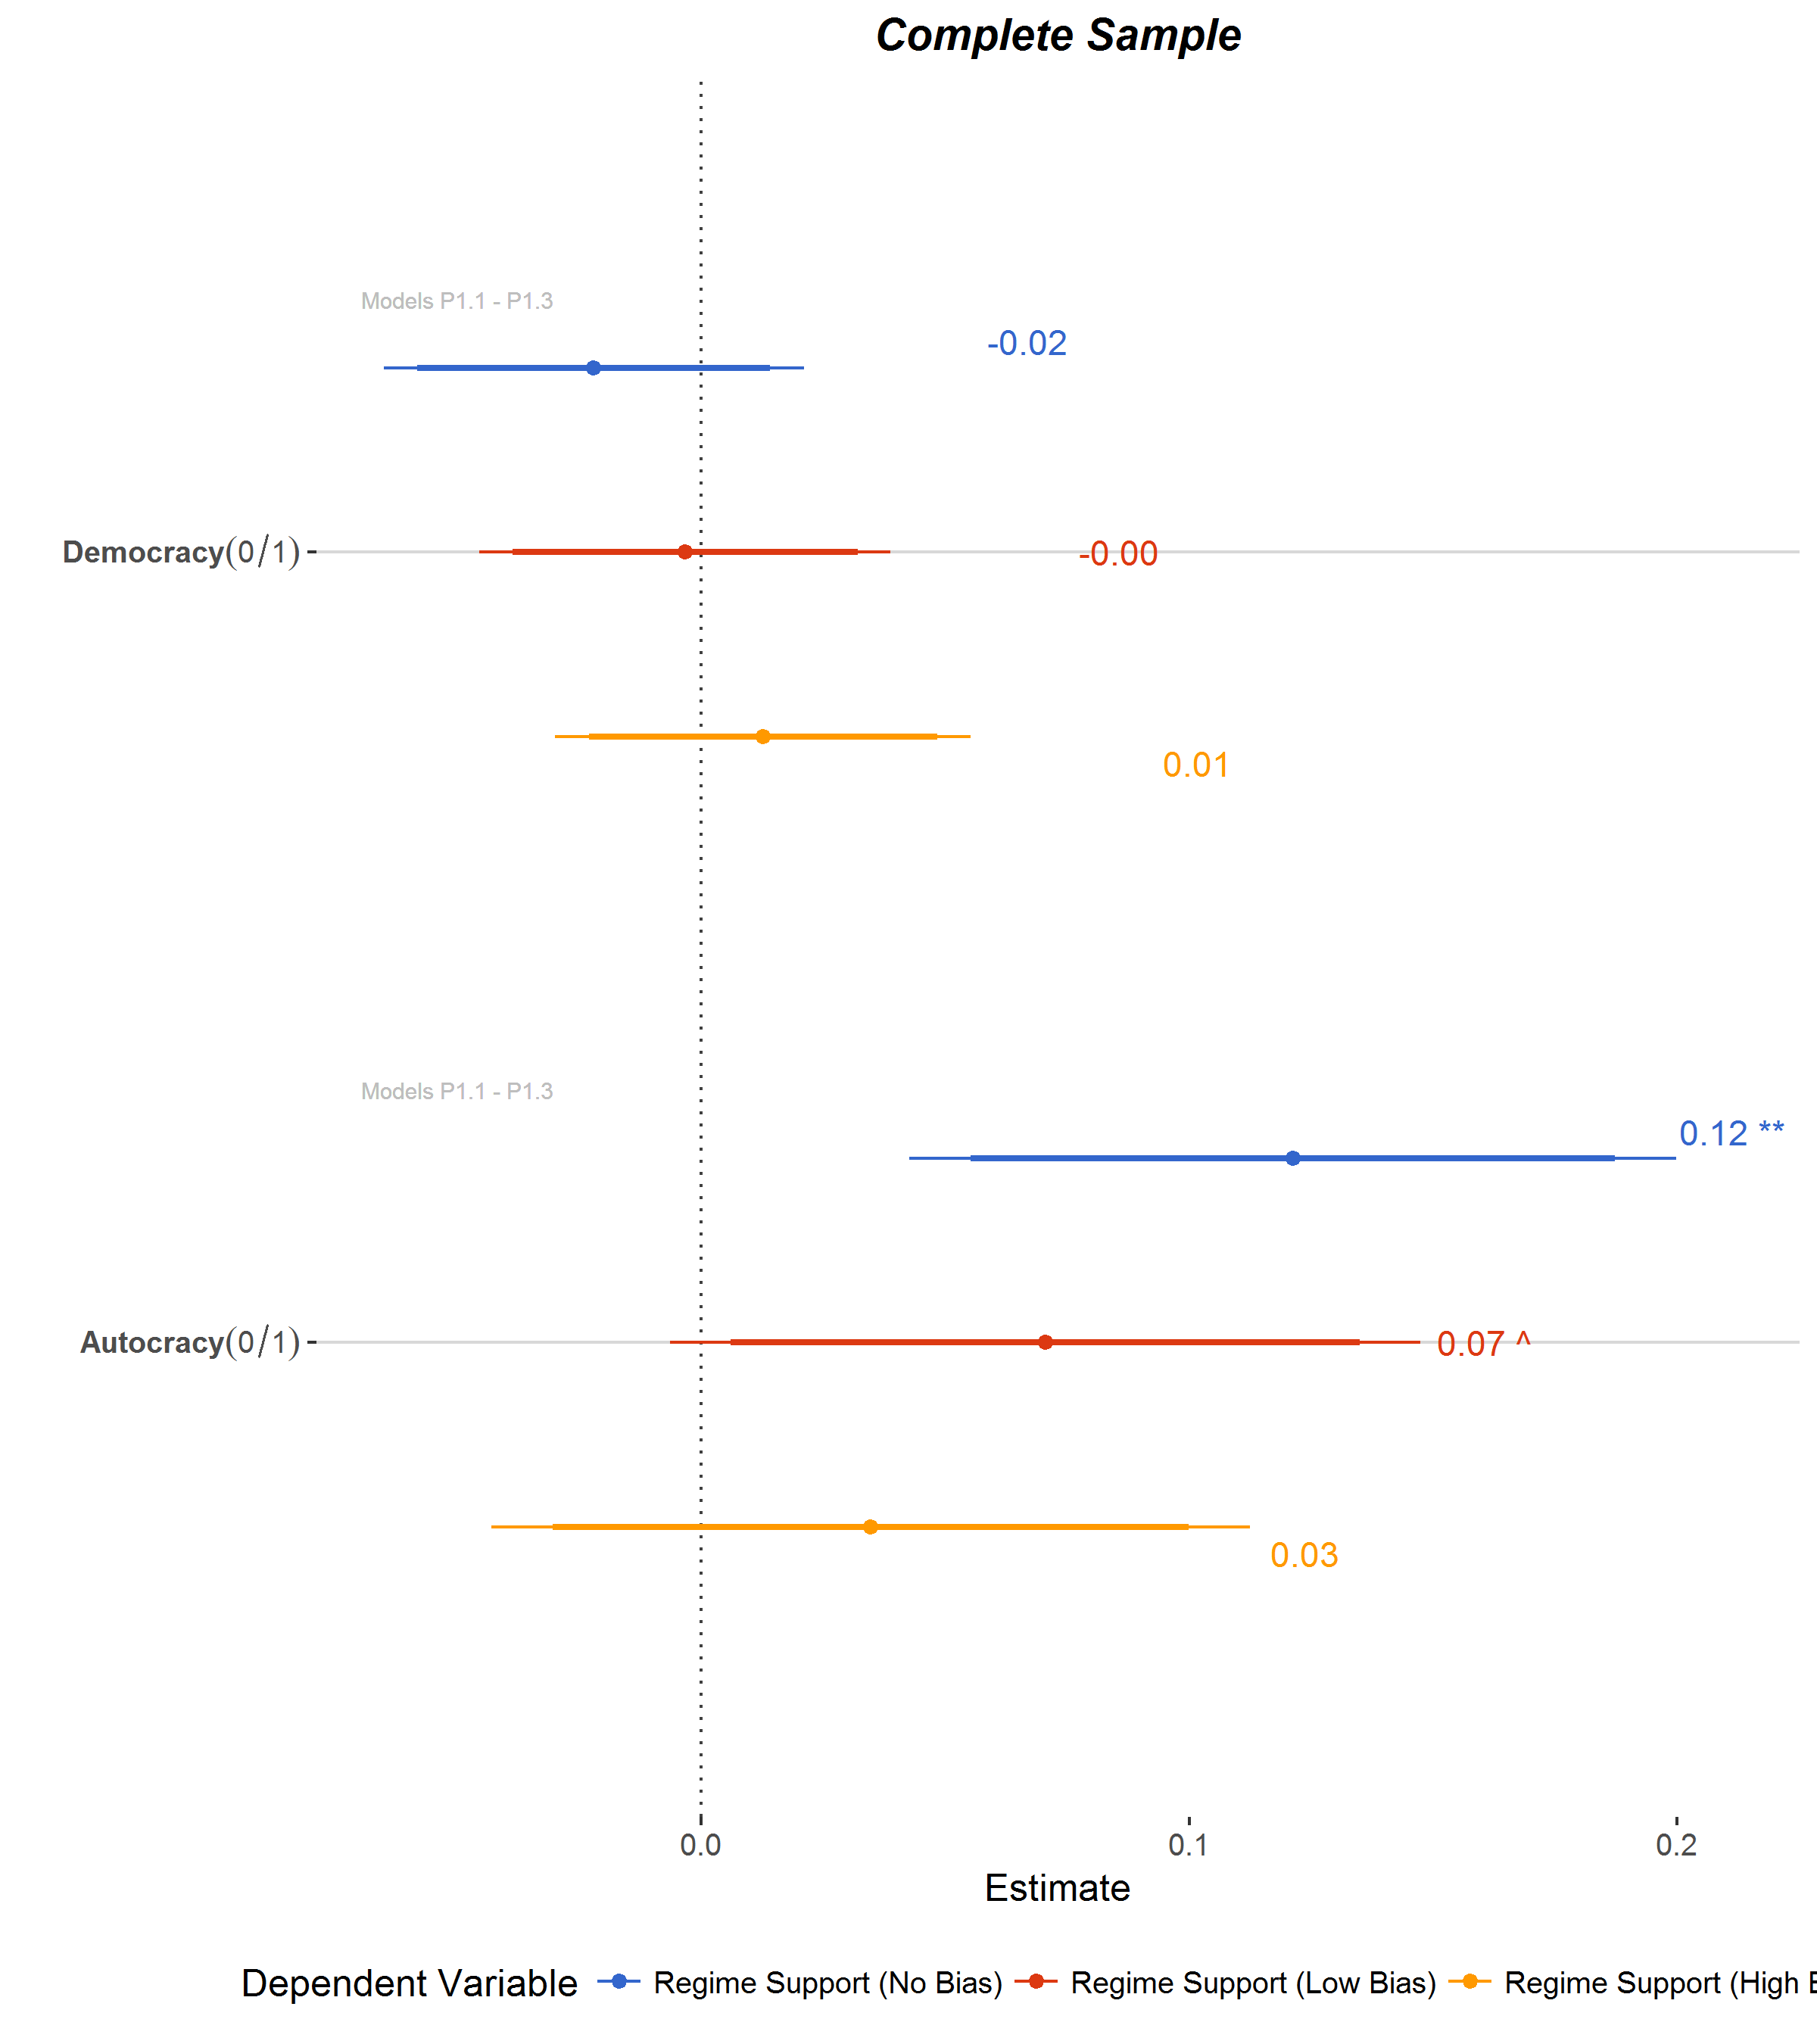 Complete Sample
Models P1.1 - P1.3
-0.02
Democracy(0/1)
-0.00
0.01
Models P1.1 - P1.3
0.12 **
Autocracy(0/1)
0.07 ^
0.03
0.0 0.1 0.2
Estimate
Dependent Variable Regime Support (No Bias) Regime Support (Low Bias) Regime Support (High